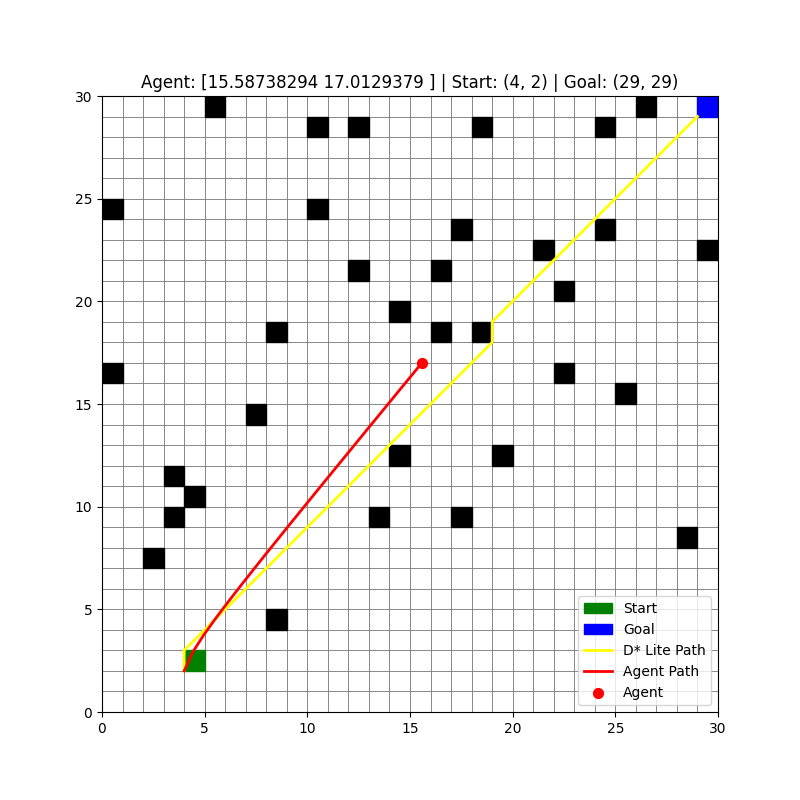 Agent: [15.58738294 17.0129379 ] | Start: (4, 2) | Goal: (29, 29)
30
25
20
15
10
5
0
0 5 10 15 20 25 30
Start
Goal
D* Lite Path
Agent Path
Agent